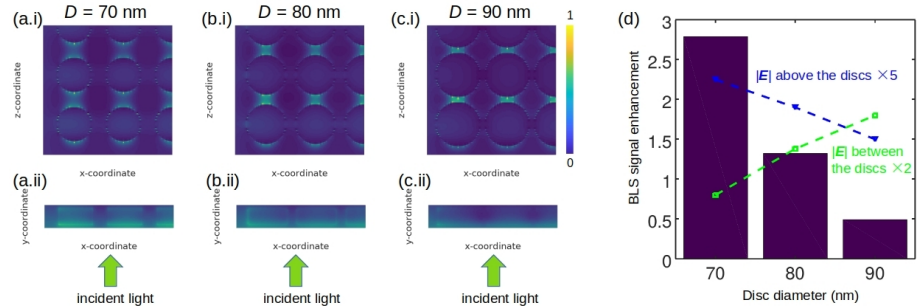 (a.i) D = 70 nm
(b.i) D = 80 nm
(c.i) D = 90 nm
1
0
z-coordinate
x-coordinate
z-coordinate
x-coordinate
z-coordinate
x-coordinate
(a.ii)
(b.ii)
(c.ii)
y-coordinate
x-coordinate
y-coordinate
x-coordinate
y-coordinate
x-coordinate
incident light
incident light
incident light
(d)
BLS signal enhancement
3
2.5
2
1.5
1
0.5
0
|E| above the discs ×5
|E| between
the discs ×2
70
80
90
Disc diameter (nm)